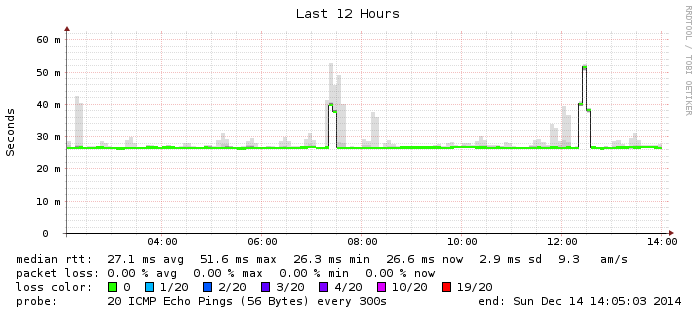 Last 12 Hours
RRDTOOL / TOBI OETIKER
Seconds
60 m
50 m
40 m
30 m
20 m
10 m
0
04:00 06:00 08:00 10:00 12:00 14:00
median rtt: 27.1 ms avg 51.6 ms max 26.3 ms min 26.6 ms now 2.9 ms sd 9.3 am/s
packet loss: 0.00 % avg 0.00 % max 0.00 % min 0.00 % now
loss color: 0 1/20 2/20 3/20 4/20 10/20 19/20
probe: 20 ICMP Echo Pings (56 Bytes) every 300s end: Sun Dec 14 14:05:03 2014